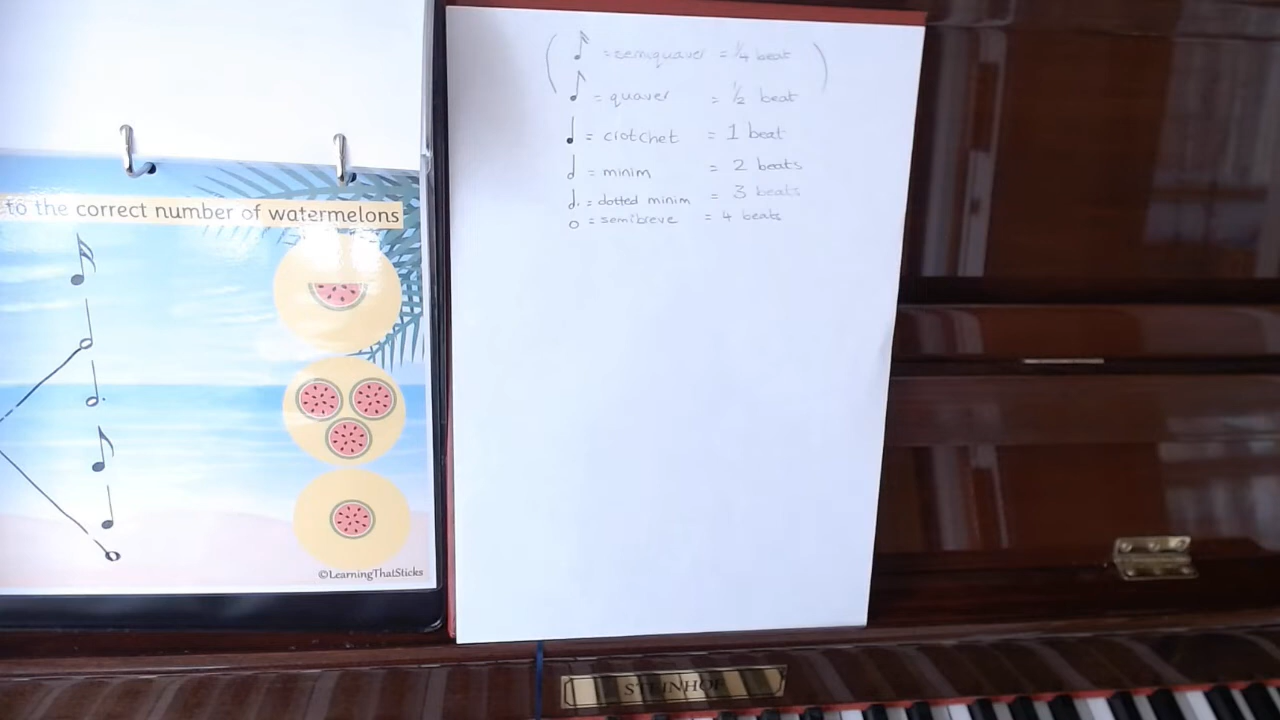 to the correct number of watermelons
©LearningThatSticks
( = semiquaver = 1/4 beat )
= quaver = 1/2 beat
= crotchet = 1 beat
= minim = 2 beats
= dotted minim = 3 beats
= semibreve = 4 beats
STEINHOF